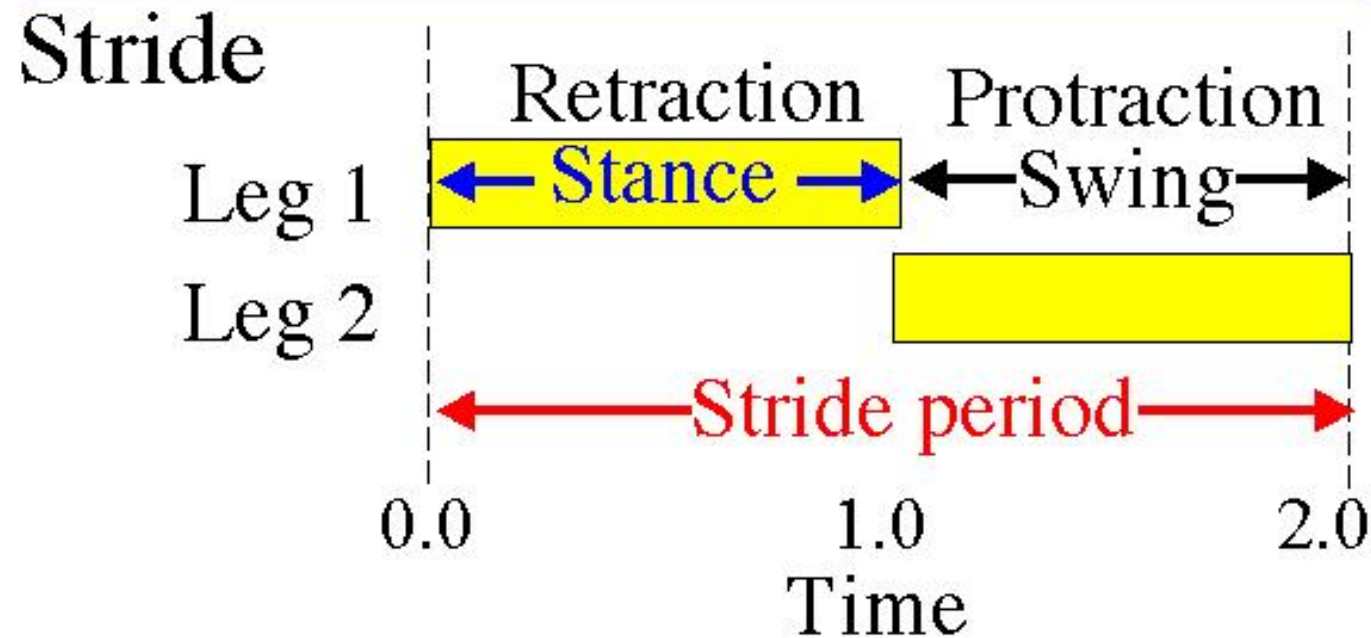 Stride
Retraction Protraction
Leg 1 Stance Swing
Leg 2
Stride period
0.0 1.0 2.0
Time